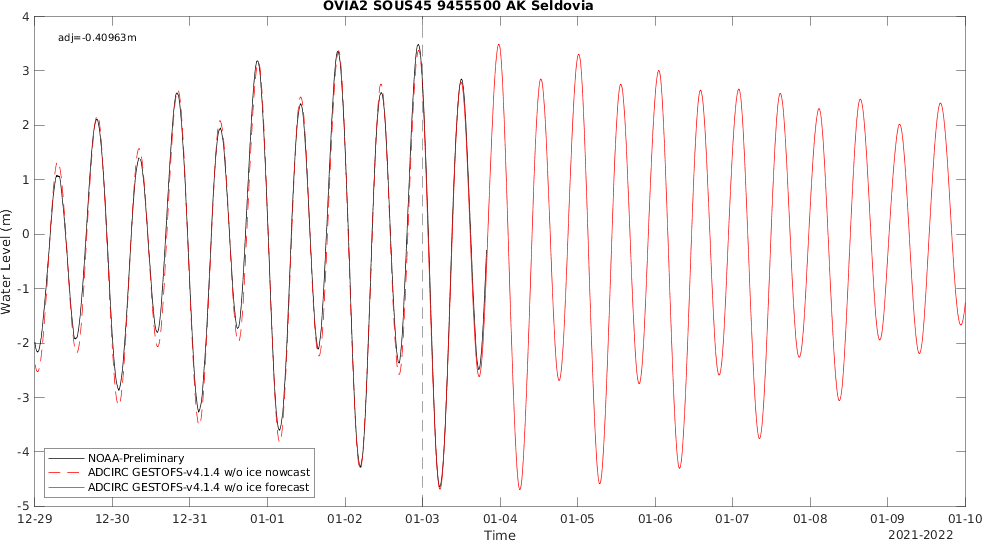 OVIA2 SOUS45 9455500 AK Seldovia
adj=-0.40963m
4
3
2
1
0
-1
-2
-3
-4
-5
Water Level (m)
NOAA-Preliminary
ADCIRC GESTOFS-v4.1.4 w/o ice nowcast
ADCIRC GESTOFS-v4.1.4 w/o ice forecast
12-29 12-30 12-31 01-01 01-02 01-03 01-04 01-05 01-06 01-07 01-08 01-09 01-10
Time
2021-2022